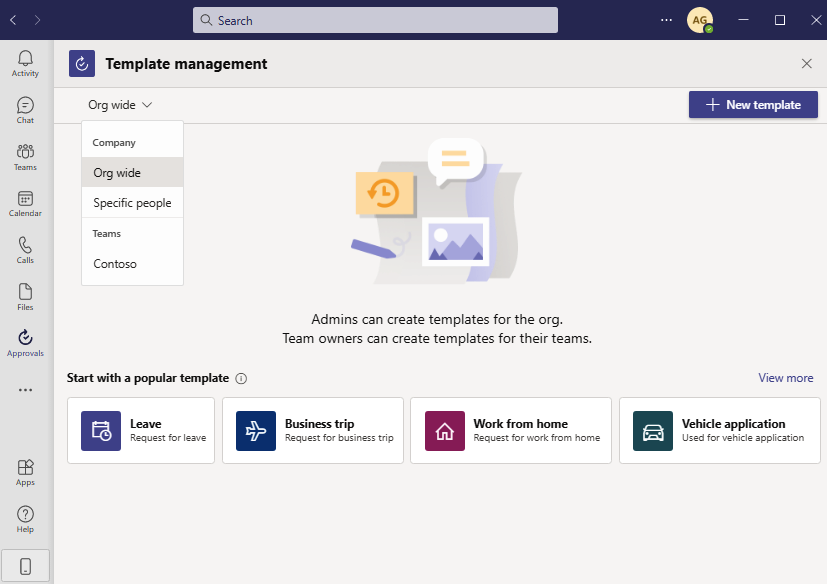 Search
AG
Activity
Chat
Teams
Calendar
Calls
Files
Approvals
Apps
Help
Template management
Org wide
New template
Company
Org wide
Specific people
Teams
Contoso
Admins can create templates for the org.
Team owners can create templates for their teams.
Start with a popular template
View more
Leave
Request for leave
Business trip
Request for business trip
Work from home
Request for work from home
Vehicle application
Used for vehicle application